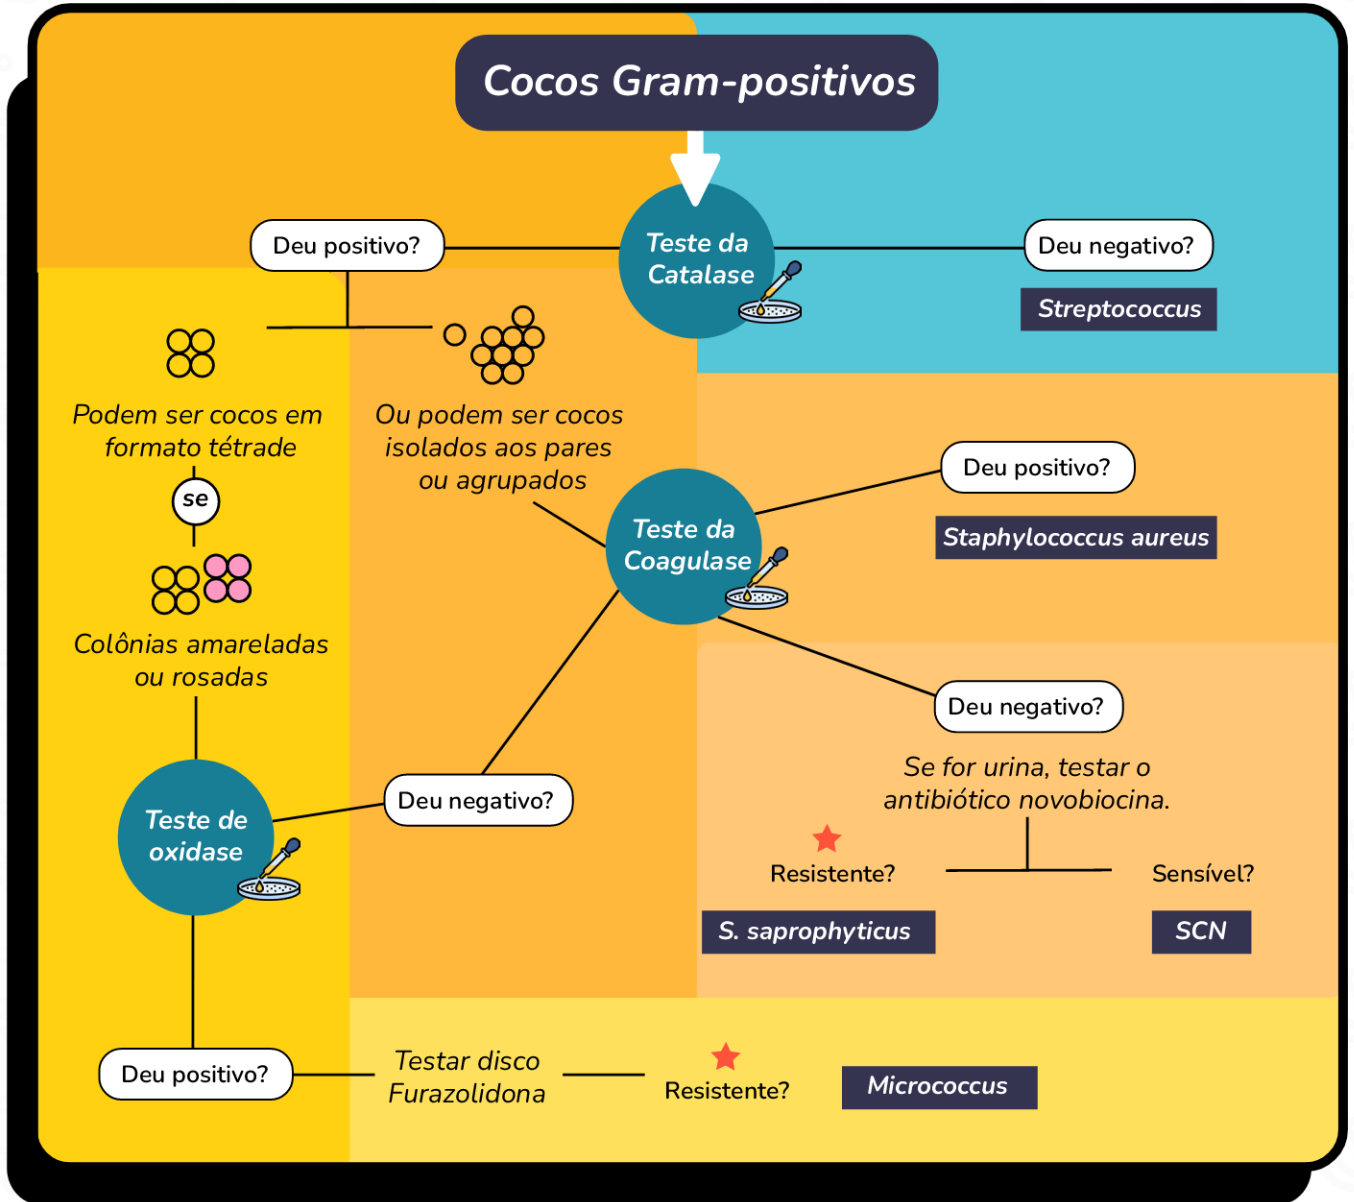 Cocos Gram-positivos
Teste da
Catalase
Deu positivo?
Deu negativo?
Streptococcus
Podem ser cocos em
formato tétrade
se
Colônias amareladas
ou rosadas
Ou podem ser cocos
isolados aos pares
ou agrupados
Teste da
Coagulase
Deu positivo?
Staphylococcus aureus
Deu negativo?
Se for urina, testar o
antibiótico novobiocina.
Resistente?
S. saprophyticus
Sensível?
SCN
Deu negativo?
Teste de
oxidase
Deu positivo?
Testar disco
Furazolidona
Resistente?
Micrococcus